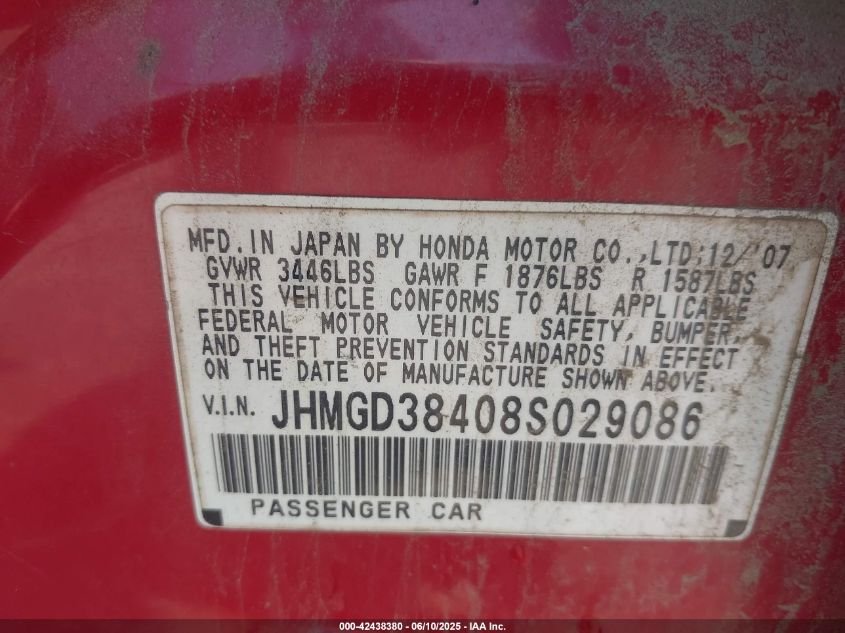 MFD. IN JAPAN BY HONDA MOTOR CO.,LTD; 12/'07
GVWR 3446LBS GAWR F 1876LBS R 1587LBS
THIS VEHICLE CONFORMS TO ALL APPLICABLE
FEDERAL MOTOR VEHICLE SAFETY, BUMPER,
AND THEFT PREVENTION STANDARDS IN EFFECT
ON THE DATE OF MANUFACTURE SHOWN ABOVE.
V.I.N. JHMGD38408S029086
PASSENGER CAR
000-42438380 - 06/10/2025 - IAA Inc.